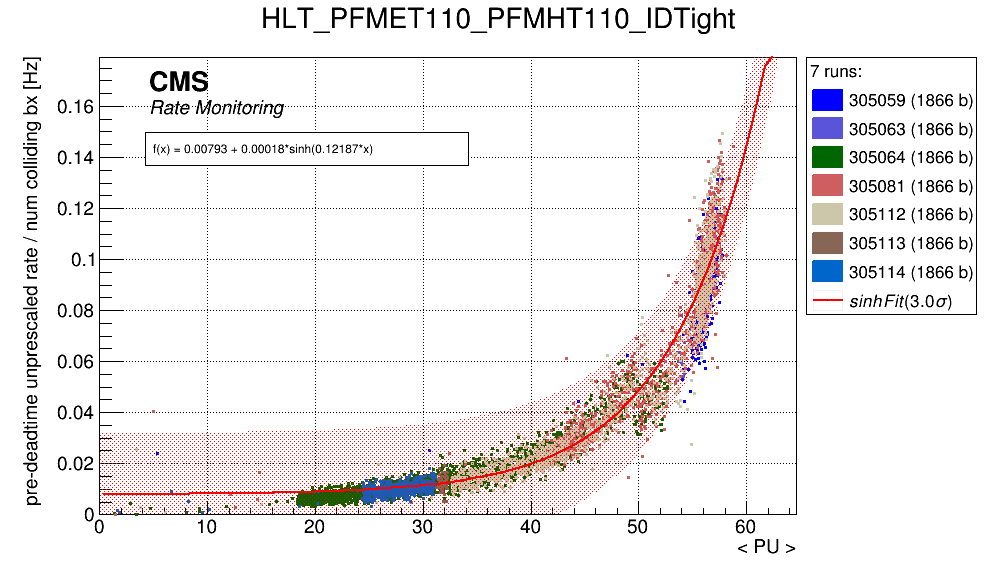 HLT_PFMET110_PFMHT110_IDTight
pre-deadtime unprescaled rate / num colliding bx [Hz]
CMS
Rate Monitoring
f(x) = 0.00793 + 0.00018*sinh(0.12187*x)
0.16
0.14
0.12
0.1
0.08
0.06
0.04
0.02
0
0 10 20 30 40 50 60
< PU >
7 runs:
305059 (1866 b)
305063 (1866 b)
305064 (1866 b)
305081 (1866 b)
305112 (1866 b)
305113 (1866 b)
305114 (1866 b)
sinhFit(3.0σ)